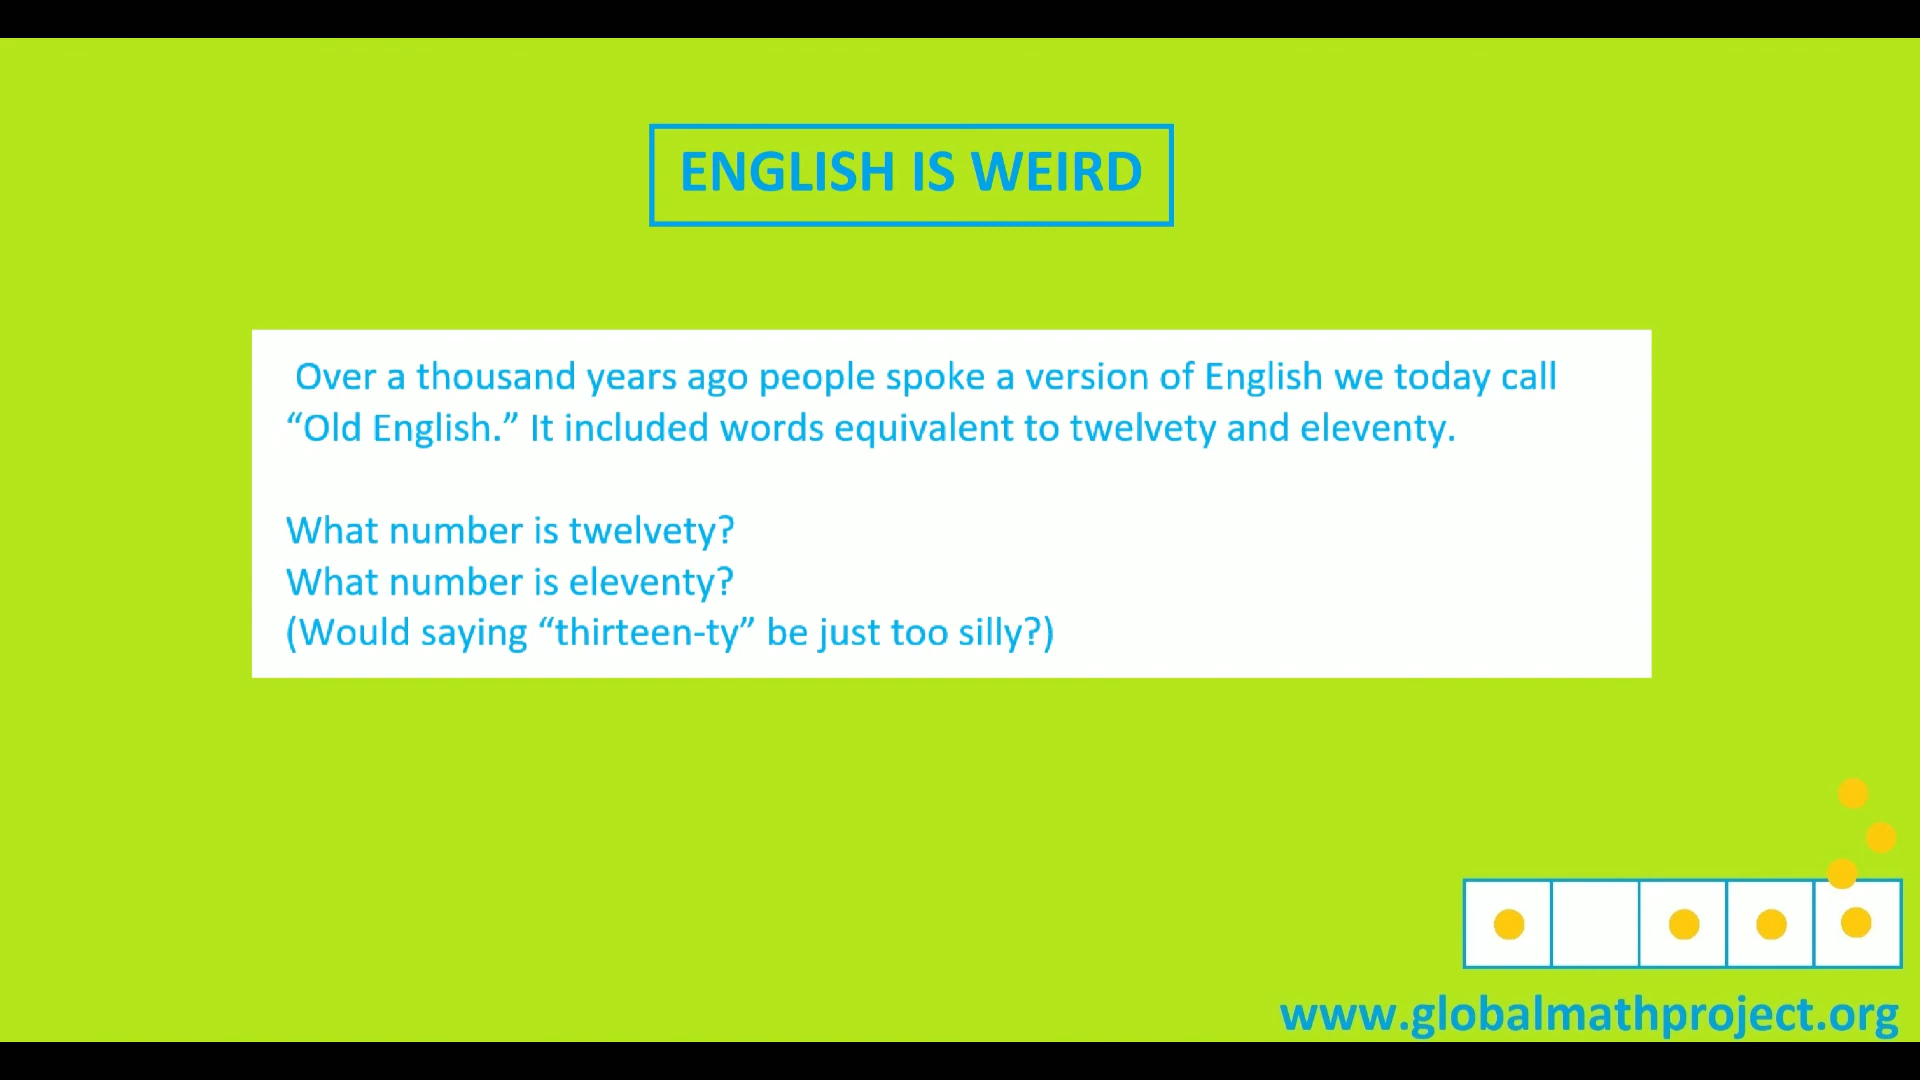 ENGLISH IS WEIRD
Over a thousand years ago people spoke a version of English we today call
“Old English.” It included words equivalent to twelvety and eleventy.
What number is twelvety?
What number is eleventy?
(Would saying “thirteen-ty” be just too silly?)
www.globalmathproject.org